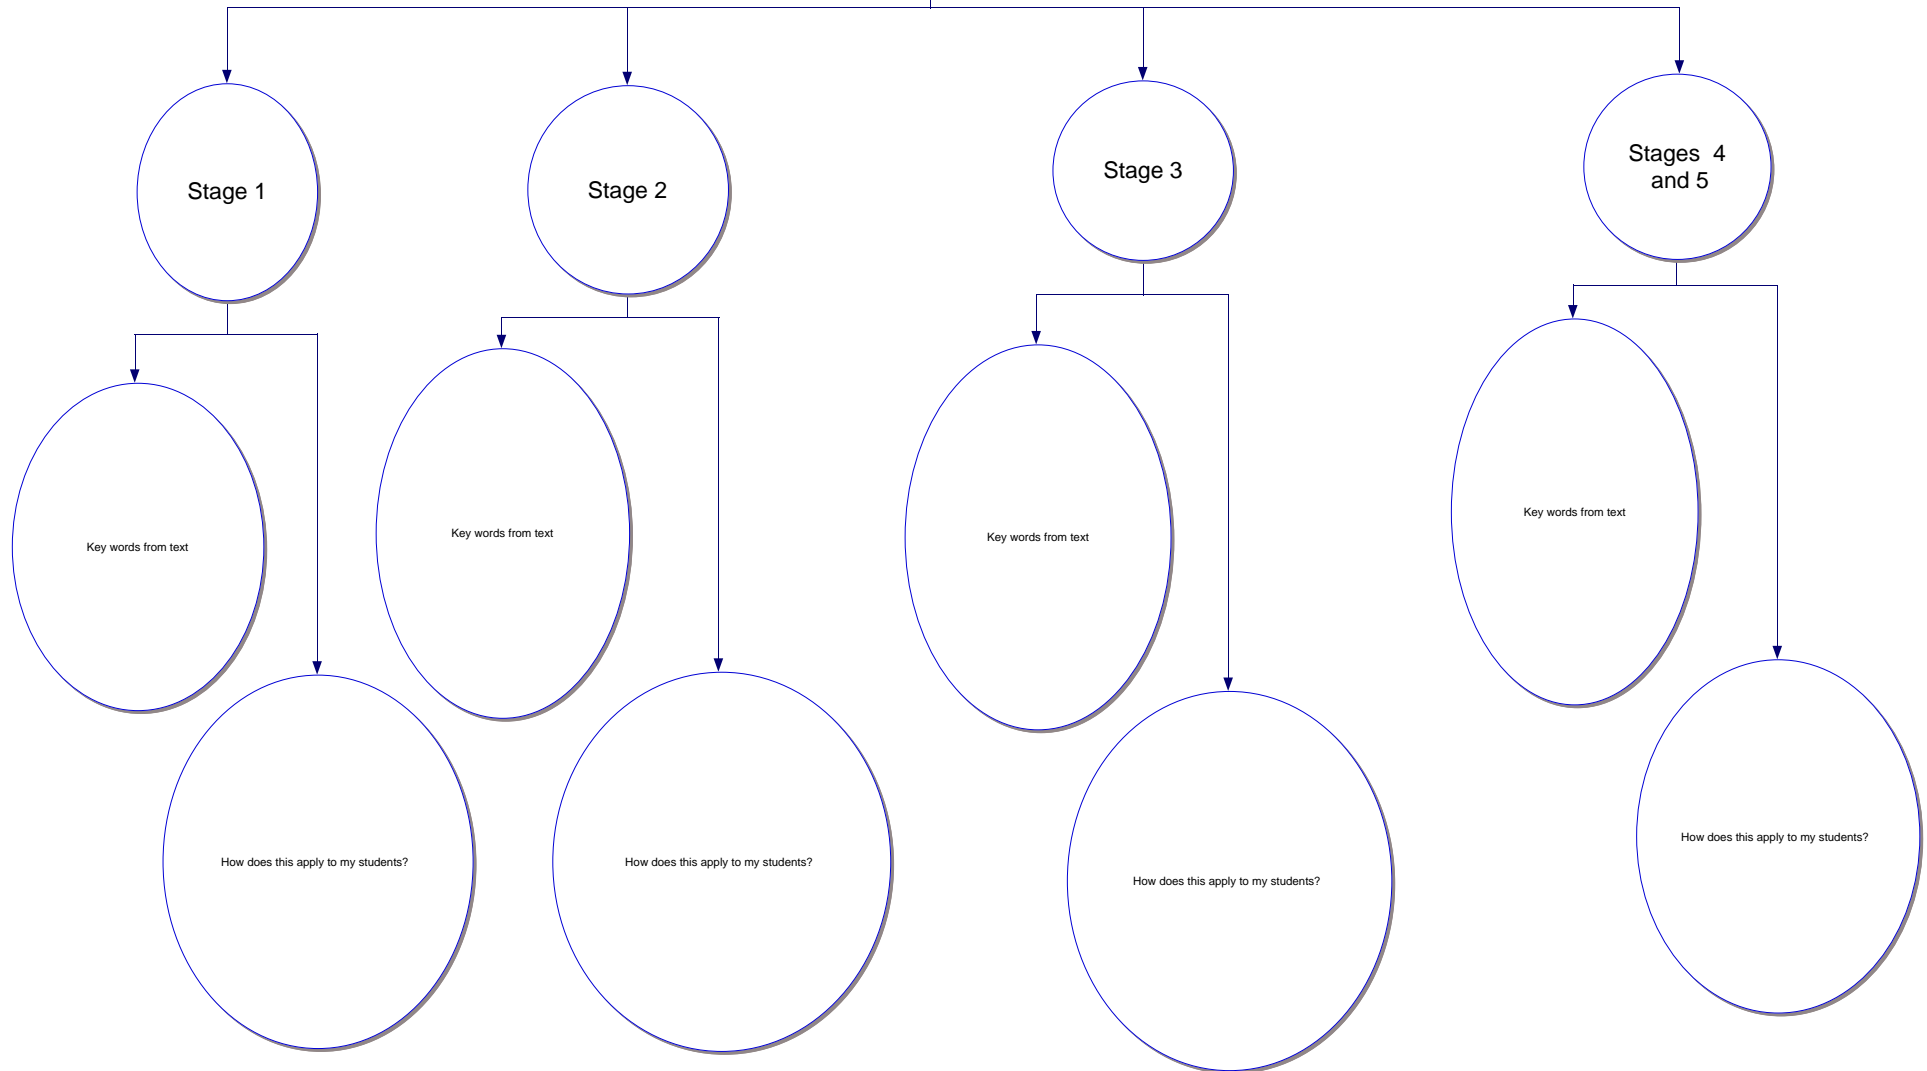 Stage 1
Stage 2
Stage 3
Stages 4
and 5
Key words from text
Key words from text
Key words from text
Key words from text
How does this apply to my students?
How does this apply to my students?
How does this apply to my students?
How does this apply to my students?